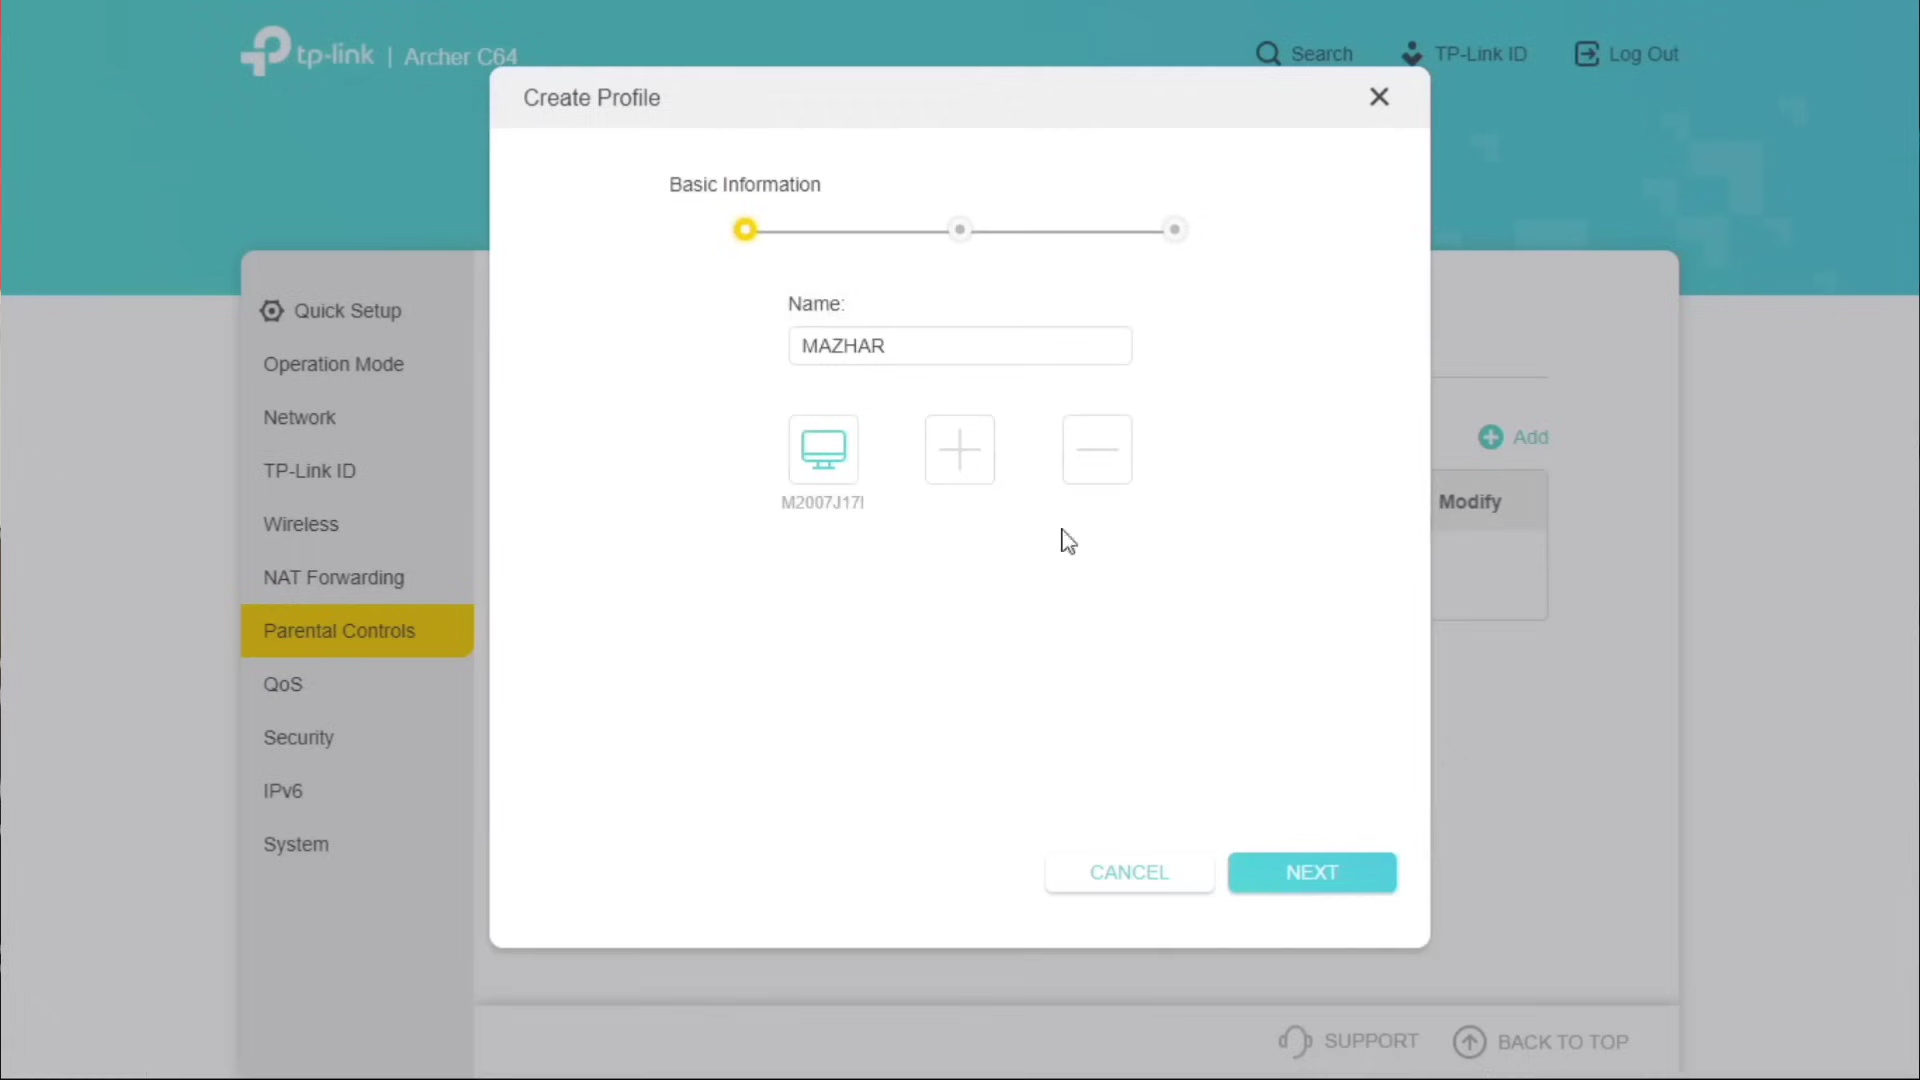 tp-link | Archer C64
Search
TP-Link ID
Log Out
Create Profile
Basic Information
Quick Setup
Operation Mode
Network
TP-Link ID
Wireless
NAT Forwarding
Parental Controls
QoS
Security
IPv6
System
Name:
MAZHAR
M2007J17I
Add
Modify
CANCEL
NEXT
SUPPORT
BACK TO TOP